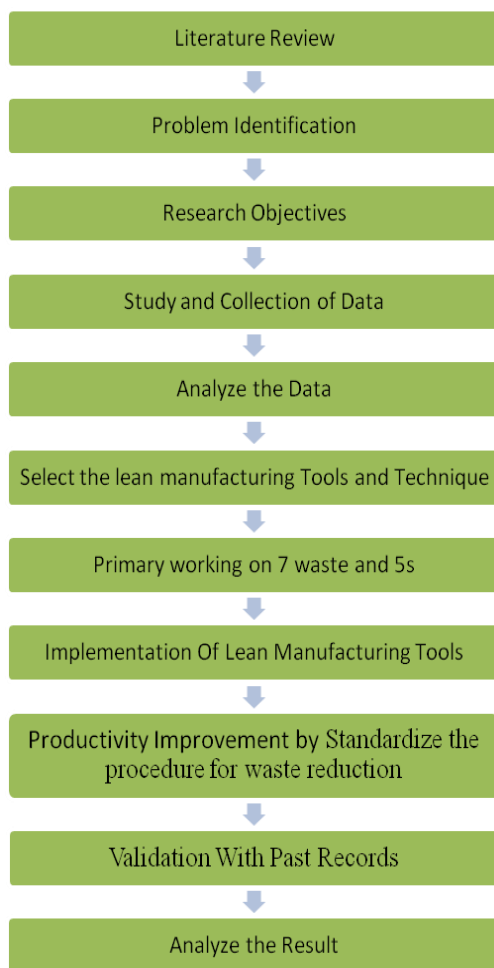 Literature Review
Problem Identification
Research Objectives
Study and Collection of Data
Analyze the Data
Select the lean manufacturing Tools and Technique
Primary working on 7 waste and 5s
Implementation Of Lean Manufacturing Tools
Productivity Improvement by Standardize the
procedure for waste reduction
Validation With Past Records
Analyze the Result